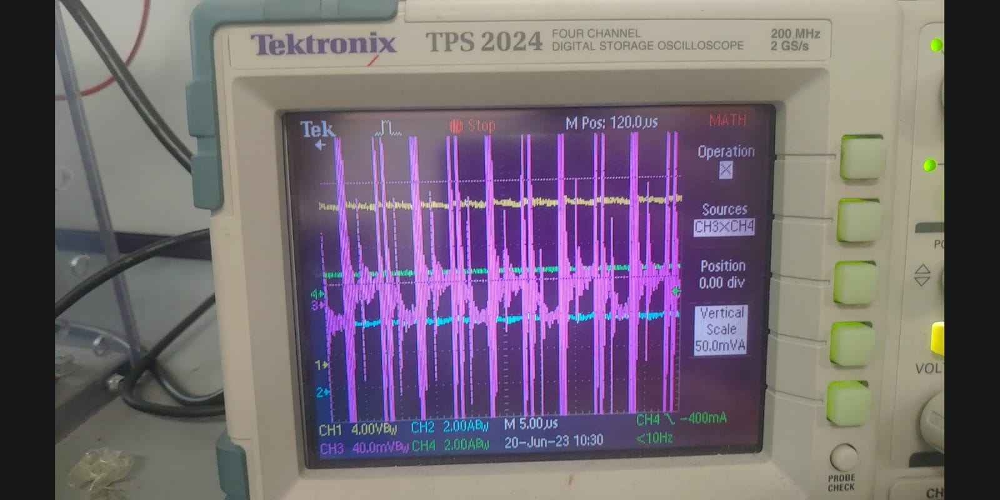 Tektronix TPS 2024 FOUR CHANNEL
DIGITAL STORAGE OSCILLOSCOPE
200 MHz
2 GS/s
Tek
Stop
M Pos: 120.0µs
MATH
Operation
X
Sources
CH3XCH4
Position
0.00 div
Vertical
Scale
50.0mVA
4
3
1
2
CH1 4.00VBW CH2 2.00ABW M 5.00µs CH4 -400mA
CH3 40.0mVBW CH4 2.00ABW 20-Jun-23 10:30 <10Hz
PROBE
CHECK
PO
VOL
CH